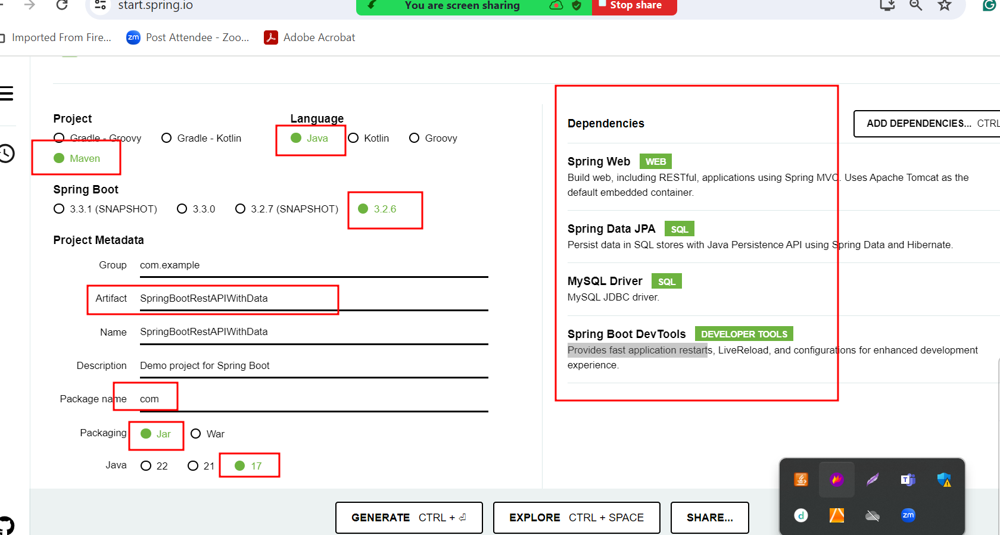 start.spring.io
You are screen sharing
Stop share
Imported From Fire...
zm
Post Attendee - Zoo...
Adobe Acrobat
Project
Gradle - Groovy
Gradle - Kotlin
Maven
Language
Java
Kotlin
Groovy
Spring Boot
3.3.1 (SNAPSHOT)
3.3.0
3.2.7 (SNAPSHOT)
3.2.6
Project Metadata
Group com.example
Artifact SpringBootRestAPIWithData
Name SpringBootRestAPIWithData
Description Demo project for Spring Boot
Package name com
Packaging Jar War
Java 22 21 17
Dependencies
ADD DEPENDENCIES... CTRL
Spring Web WEB
Build web, including RESTful, applications using Spring MVC. Uses Apache Tomcat as the
default embedded container.
Spring Data JPA SQL
Persist data in SQL stores with Java Persistence API using Spring Data and Hibernate.
MySQL Driver SQL
MySQL JDBC driver.
Spring Boot DevTools DEVELOPER TOOLS
Provides fast application restarts, LiveReload, and configurations for enhanced development
experience.
GENERATE CTRL + ⏎
EXPLORE CTRL + SPACE
SHARE...
T
d
zm